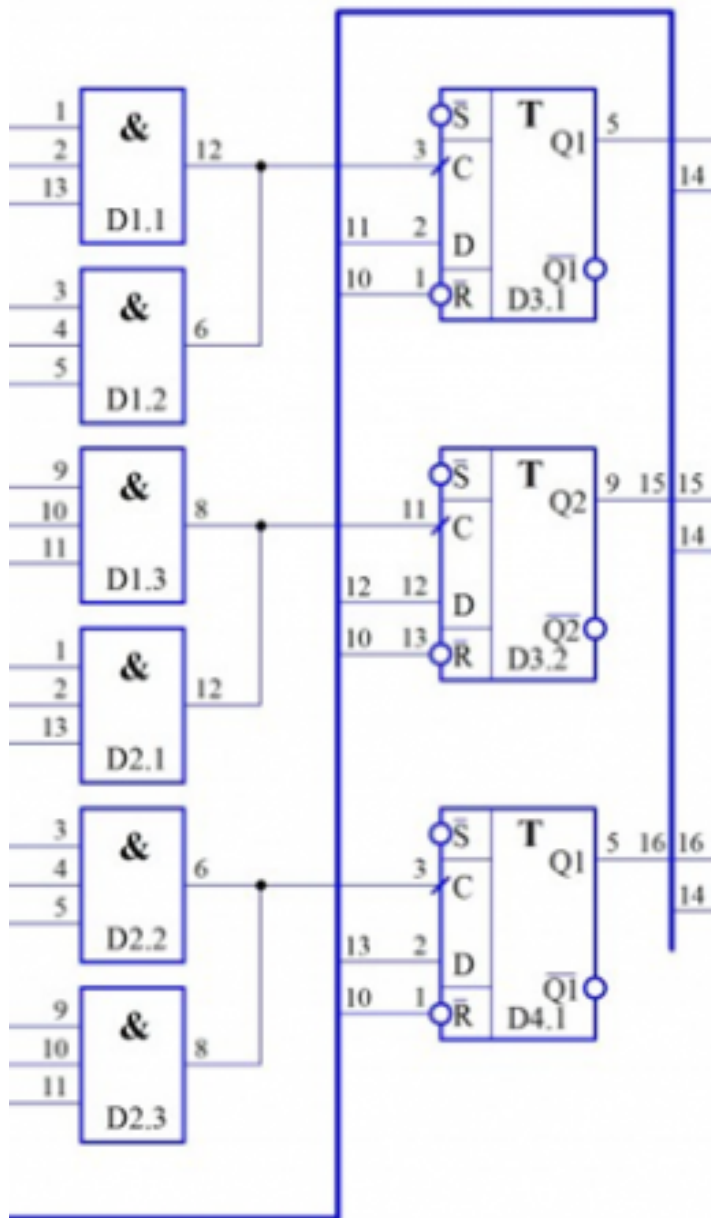 &
1
2
13
12
D1.1
&
3
4
5
6
D1.2
&
9
10
11
8
D1.3
&
1
2
13
12
D2.1
&
3
4
5
6
D2.2
&
9
10
11
8
D2.3
S̅ T
Q1 5
3 C
14
11 2 D
Q̅1̅
10 1 R̅ D3.1
S̅ T
Q2 9 15 15
11 C
14
12 12 D
Q̅2̅
10 13 R̅ D3.2
S̅ T
Q1 5 16 16
3 C
14
13 2 D
Q̅1̅
10 1 R̅ D4.1